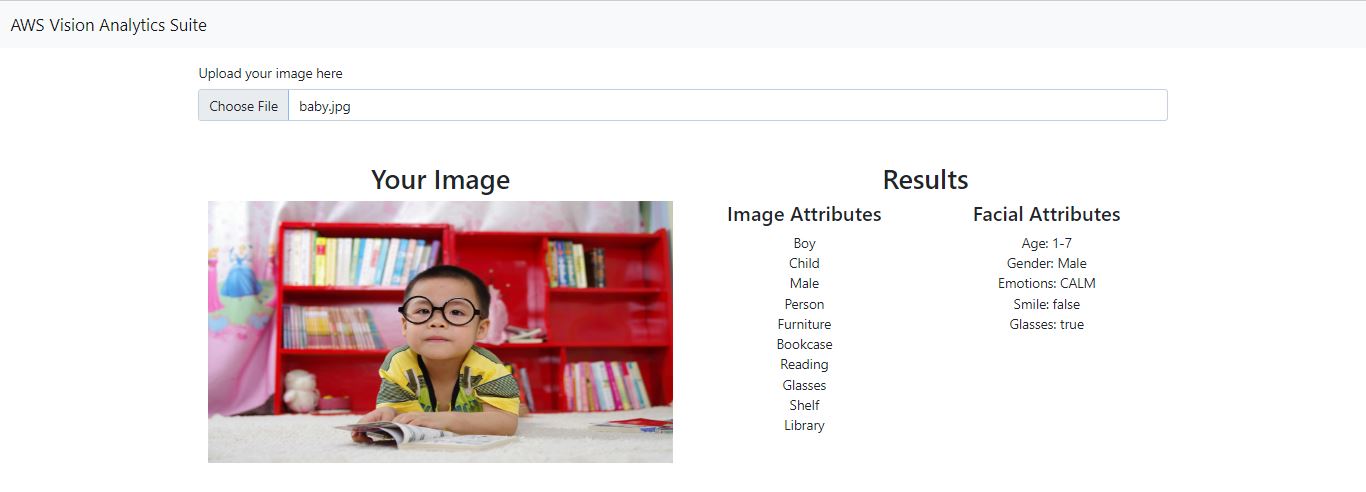 AWS Vision Analytics Suite
Upload your image here
Choose File baby.jpg
Your Image
Results
Image Attributes
Boy
Child
Male
Person
Furniture
Bookcase
Reading
Glasses
Shelf
Library
Facial Attributes
Age: 1-7
Gender: Male
Emotions: CALM
Smile: false
Glasses: true